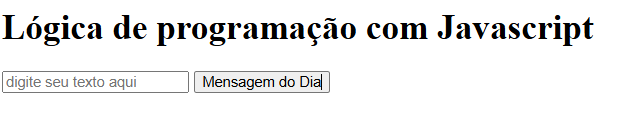 Lógica de programação com Javascript
digite seu texto aqui Mensagem do Dia